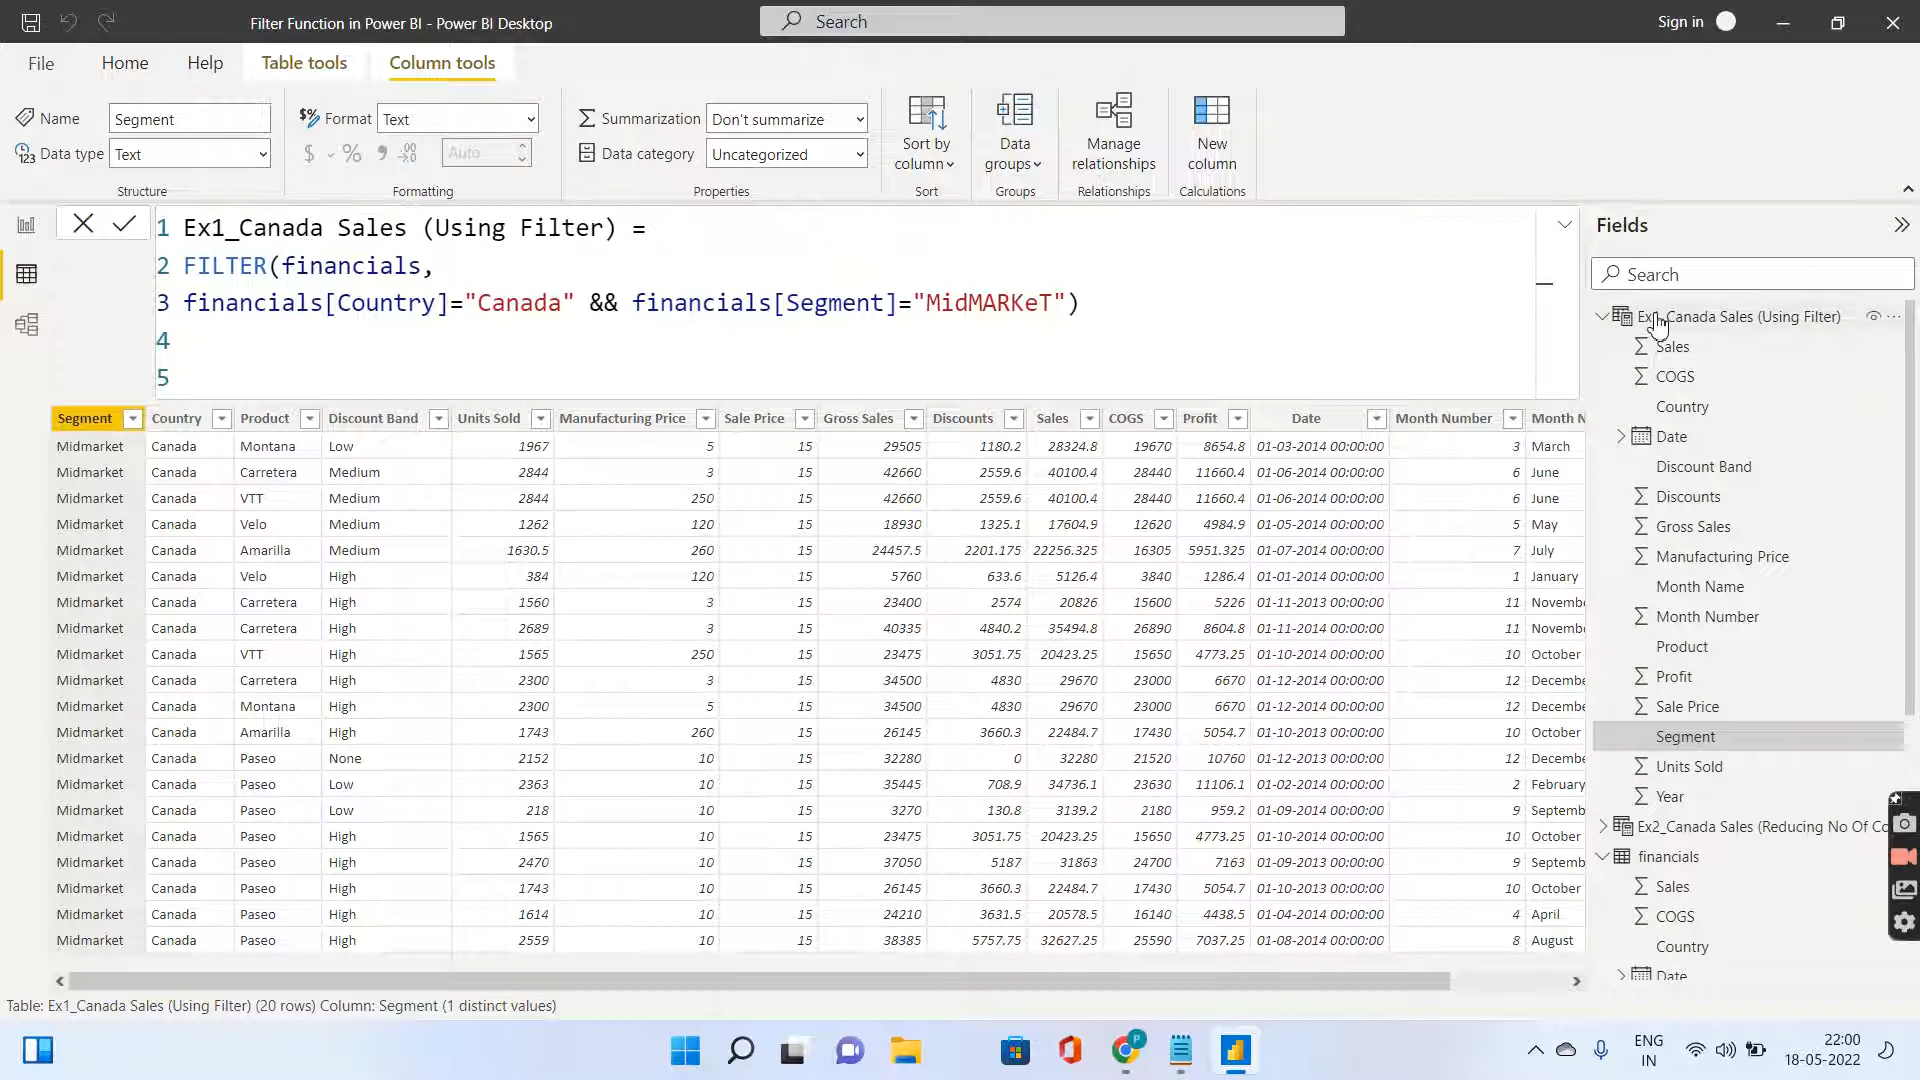 Filter Function in Power BI - Power BI Desktop
Search
Sign in
File
Home
Help
Table tools
Column tools
Name
Segment
Data type
Text
Structure
Format
Text
Auto
Formatting
Summarization
Don't summarize
Data category
Uncategorized
Properties
Sort by
column
Sort
Data
groups
Groups
Manage
relationships
Relationships
New
column
Calculations
1 Ex1_Canada Sales (Using Filter) =
2 FILTER(financials,
3 financials[Country]="Canada" && financials[Segment]="MidMARKeT")
4
5
Segment Country Product Discount Band Units Sold Manufacturing Price Sale Price Gross Sales Discounts Sales COGS Profit Date Month Number Month N
Midmarket Canada Montana Low 1967 5 15 29505 1180.2 28324.8 19670 8654.8 01-03-2014 00:00:00 3 March
Midmarket Canada Carretera Medium 2844 3 15 42660 2559.6 40100.4 28440 11660.4 01-06-2014 00:00:00 6 June
Midmarket Canada VTT Medium 2844 250 15 42660 2559.6 40100.4 28440 11660.4 01-06-2014 00:00:00 6 June
Midmarket Canada Velo Medium 1262 120 15 18930 1325.1 17604.9 12620 4984.9 01-05-2014 00:00:00 5 May
Midmarket Canada Amarilla Medium 1630.5 260 15 24457.5 2201.175 22256.325 16305 5951.325 01-07-2014 00:00:00 7 July
Midmarket Canada Velo High 384 120 15 5760 633.6 5126.4 3840 1286.4 01-01-2014 00:00:00 1 January
Midmarket Canada Carretera High 1560 3 15 23400 2574 20826 15600 5226 01-11-2013 00:00:00 11 Novembe
Midmarket Canada Carretera High 2689 3 15 40335 4840.2 35494.8 26890 8604.8 01-11-2014 00:00:00 11 Novembe
Midmarket Canada VTT High 1565 250 15 23475 3051.75 20423.25 15650 4773.25 01-10-2014 00:00:00 10 October
Midmarket Canada Carretera High 2300 3 15 34500 4830 29670 23000 6670 01-12-2014 00:00:00 12 Decembe
Midmarket Canada Montana High 2300 5 15 34500 4830 29670 23000 6670 01-12-2014 00:00:00 12 Decembe
Midmarket Canada Amarilla High 1743 260 15 26145 3660.3 22484.7 17430 5054.7 01-10-2013 00:00:00 10 October
Midmarket Canada Paseo None 2152 10 15 32280 0 32280 21520 10760 01-12-2013 00:00:00 12 Decembe
Midmarket Canada Paseo Low 2363 10 15 35445 708.9 34736.1 23630 11106.1 01-02-2014 00:00:00 2 February
Midmarket Canada Paseo Low 218 10 15 3270 130.8 3139.2 2180 959.2 01-09-2014 00:00:00 9 Septemb
Midmarket Canada Paseo High 1565 10 15 23475 3051.75 20423.25 15650 4773.25 01-10-2014 00:00:00 10 October
Midmarket Canada Paseo High 2470 10 15 37050 5187 31863 24700 7163 01-09-2013 00:00:00 9 Septemb
Midmarket Canada Paseo High 1743 10 15 26145 3660.3 22484.7 17430 5054.7 01-10-2013 00:00:00 10 October
Midmarket Canada Paseo High 1614 10 15 24210 3631.5 20578.5 16140 4438.5 01-04-2014 00:00:00 4 April
Midmarket Canada Paseo High 2559 10 15 38385 5757.75 32627.25 25590 7037.25 01-08-2014 00:00:00 8 August
Table: Ex1_Canada Sales (Using Filter) (20 rows) Column: Segment (1 distinct values)
Fields
Search
Ex1_Canada Sales (Using Filter)
Sales
COGS
Country
Date
Discount Band
Discounts
Gross Sales
Manufacturing Price
Month Name
Month Number
Product
Profit
Sale Price
Segment
Units Sold
Year
Ex2_Canada Sales (Reducing No Of Co
financials
Sales
COGS
Country
Date
ENG
IN
22:00
18-05-2022